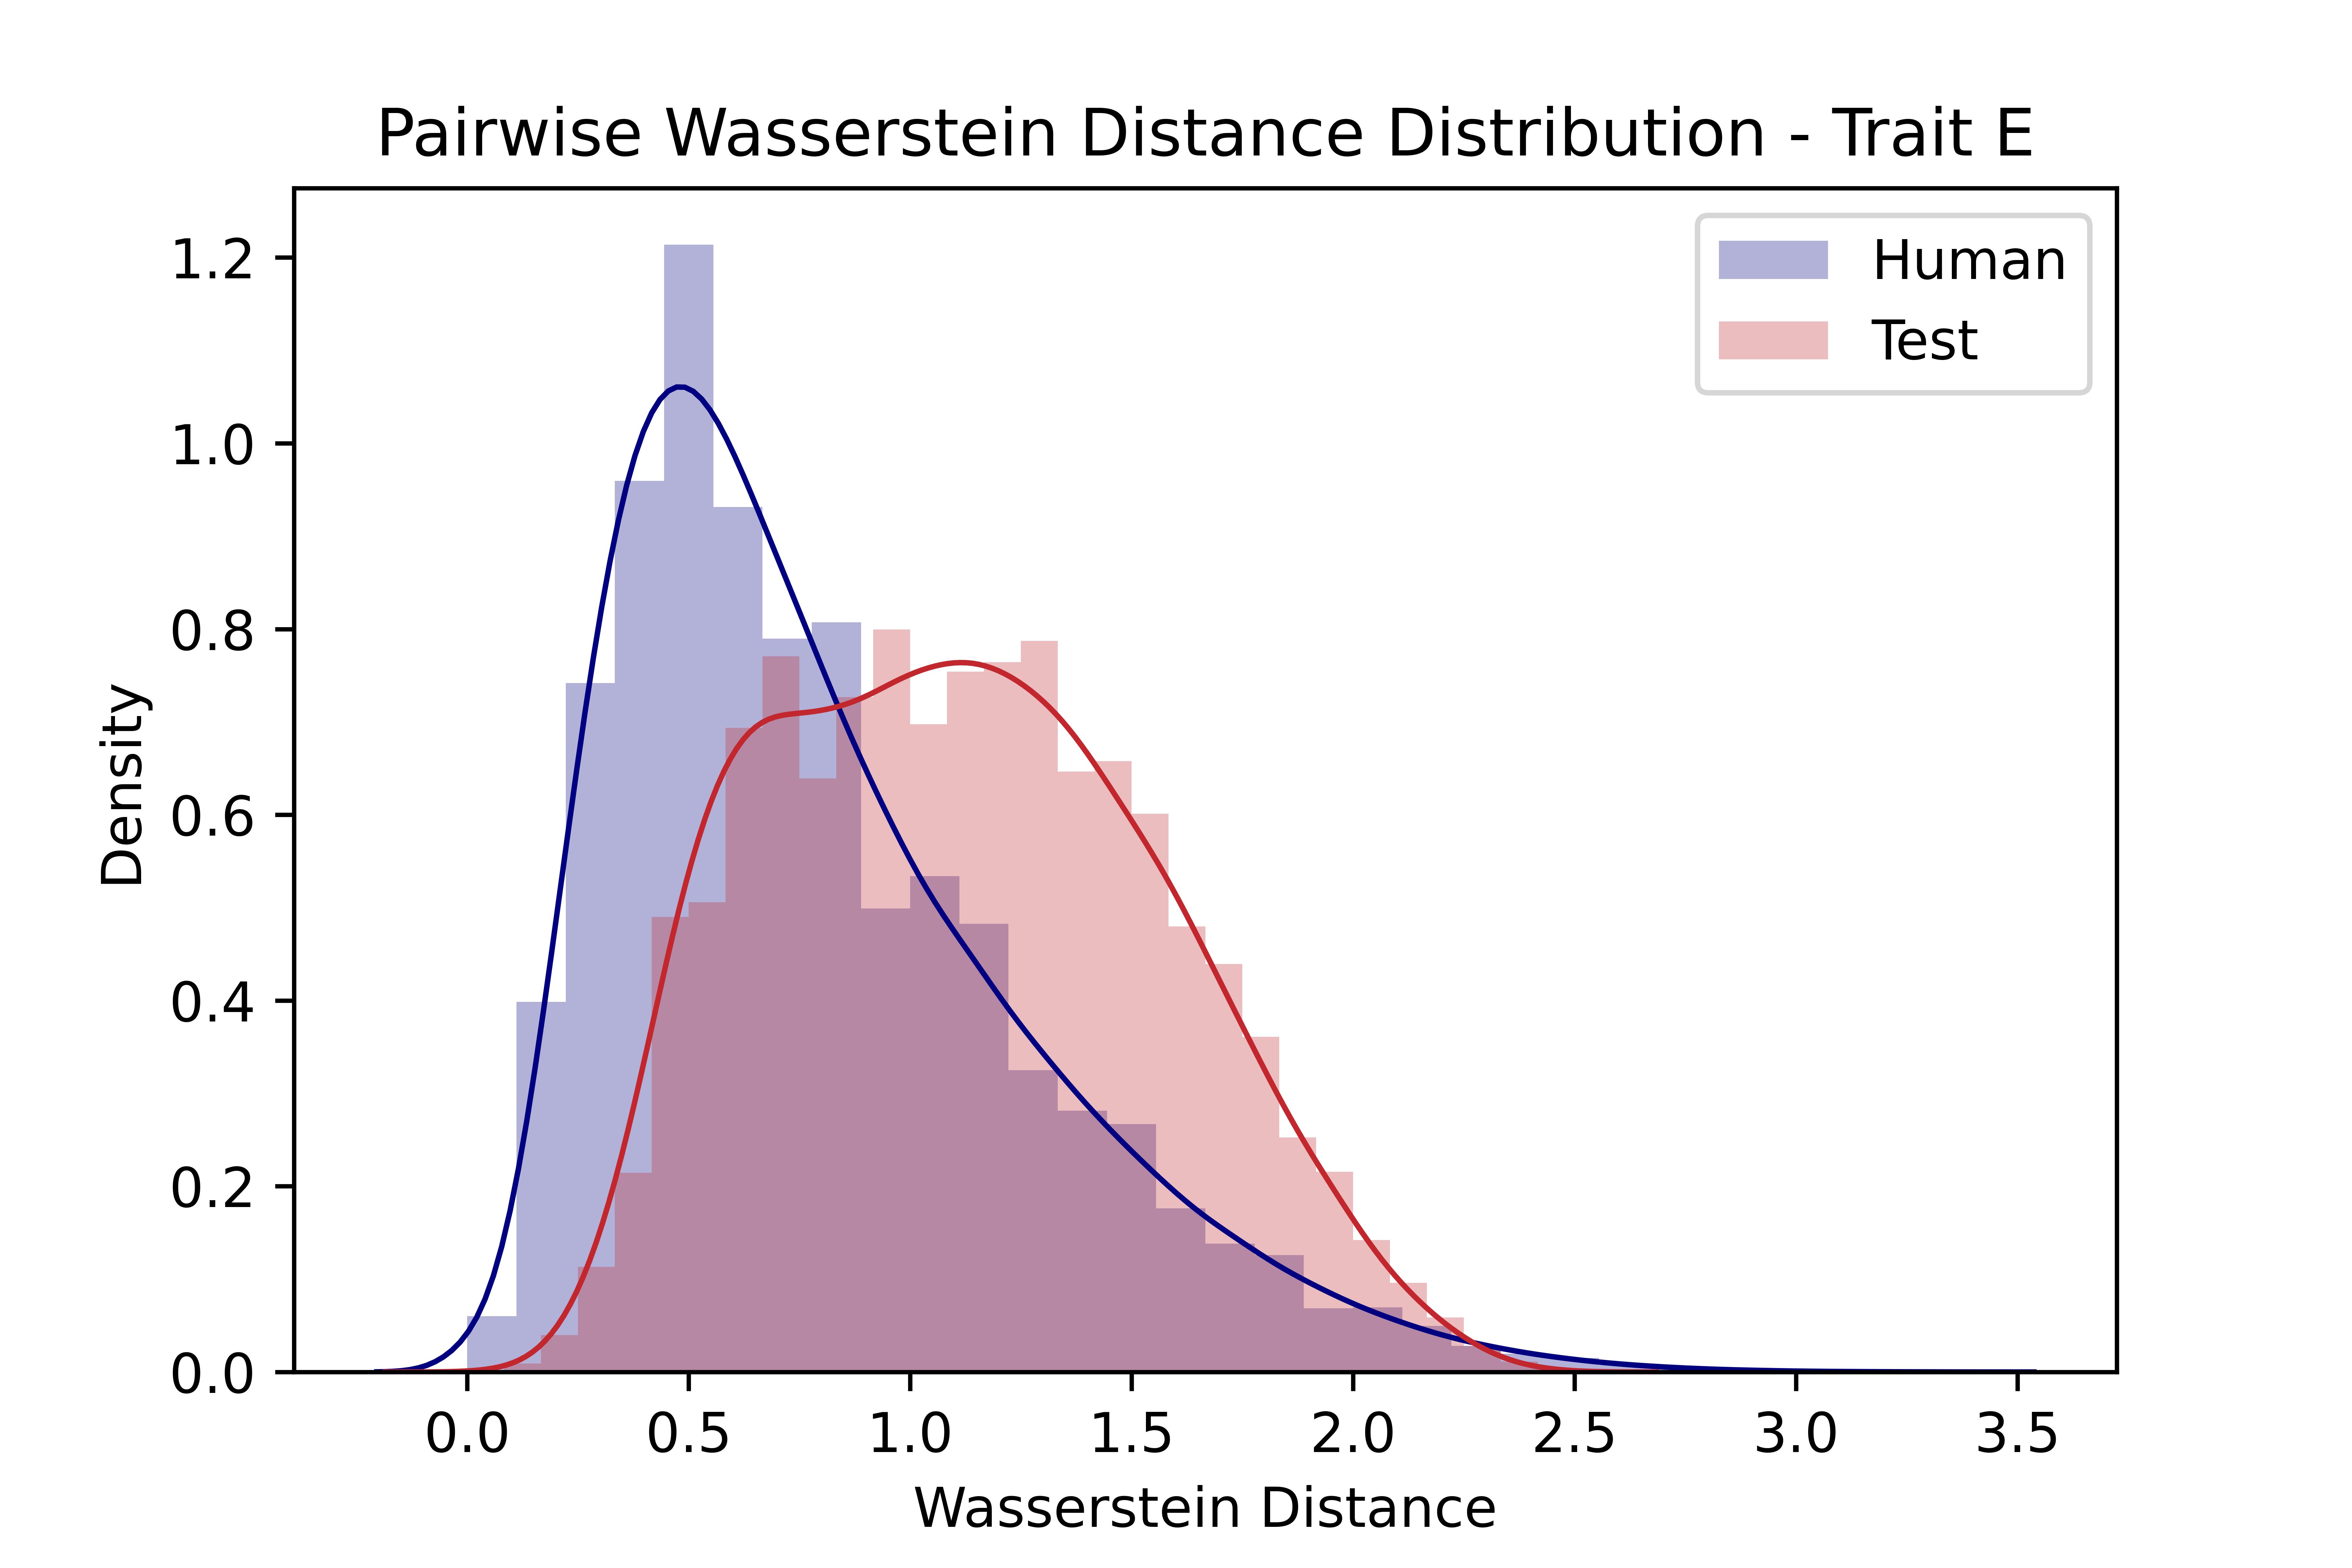 Pairwise Wasserstein Distance Distribution - Trait E
Human
Test
1.2
1.0
0.8
0.6
0.4
0.2
0.0
Density
0.0 0.5 1.0 1.5 2.0 2.5 3.0 3.5
Wasserstein Distance